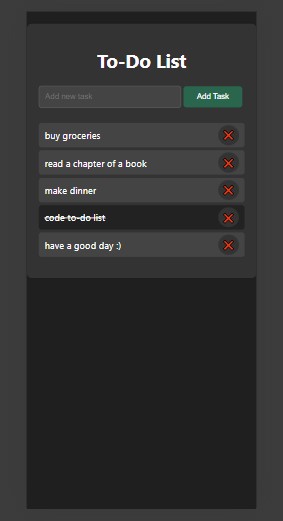 To-Do List
Add new task
Add Task
buy groceries
read a chapter of a book
make dinner
code to-do list
have a good day :)